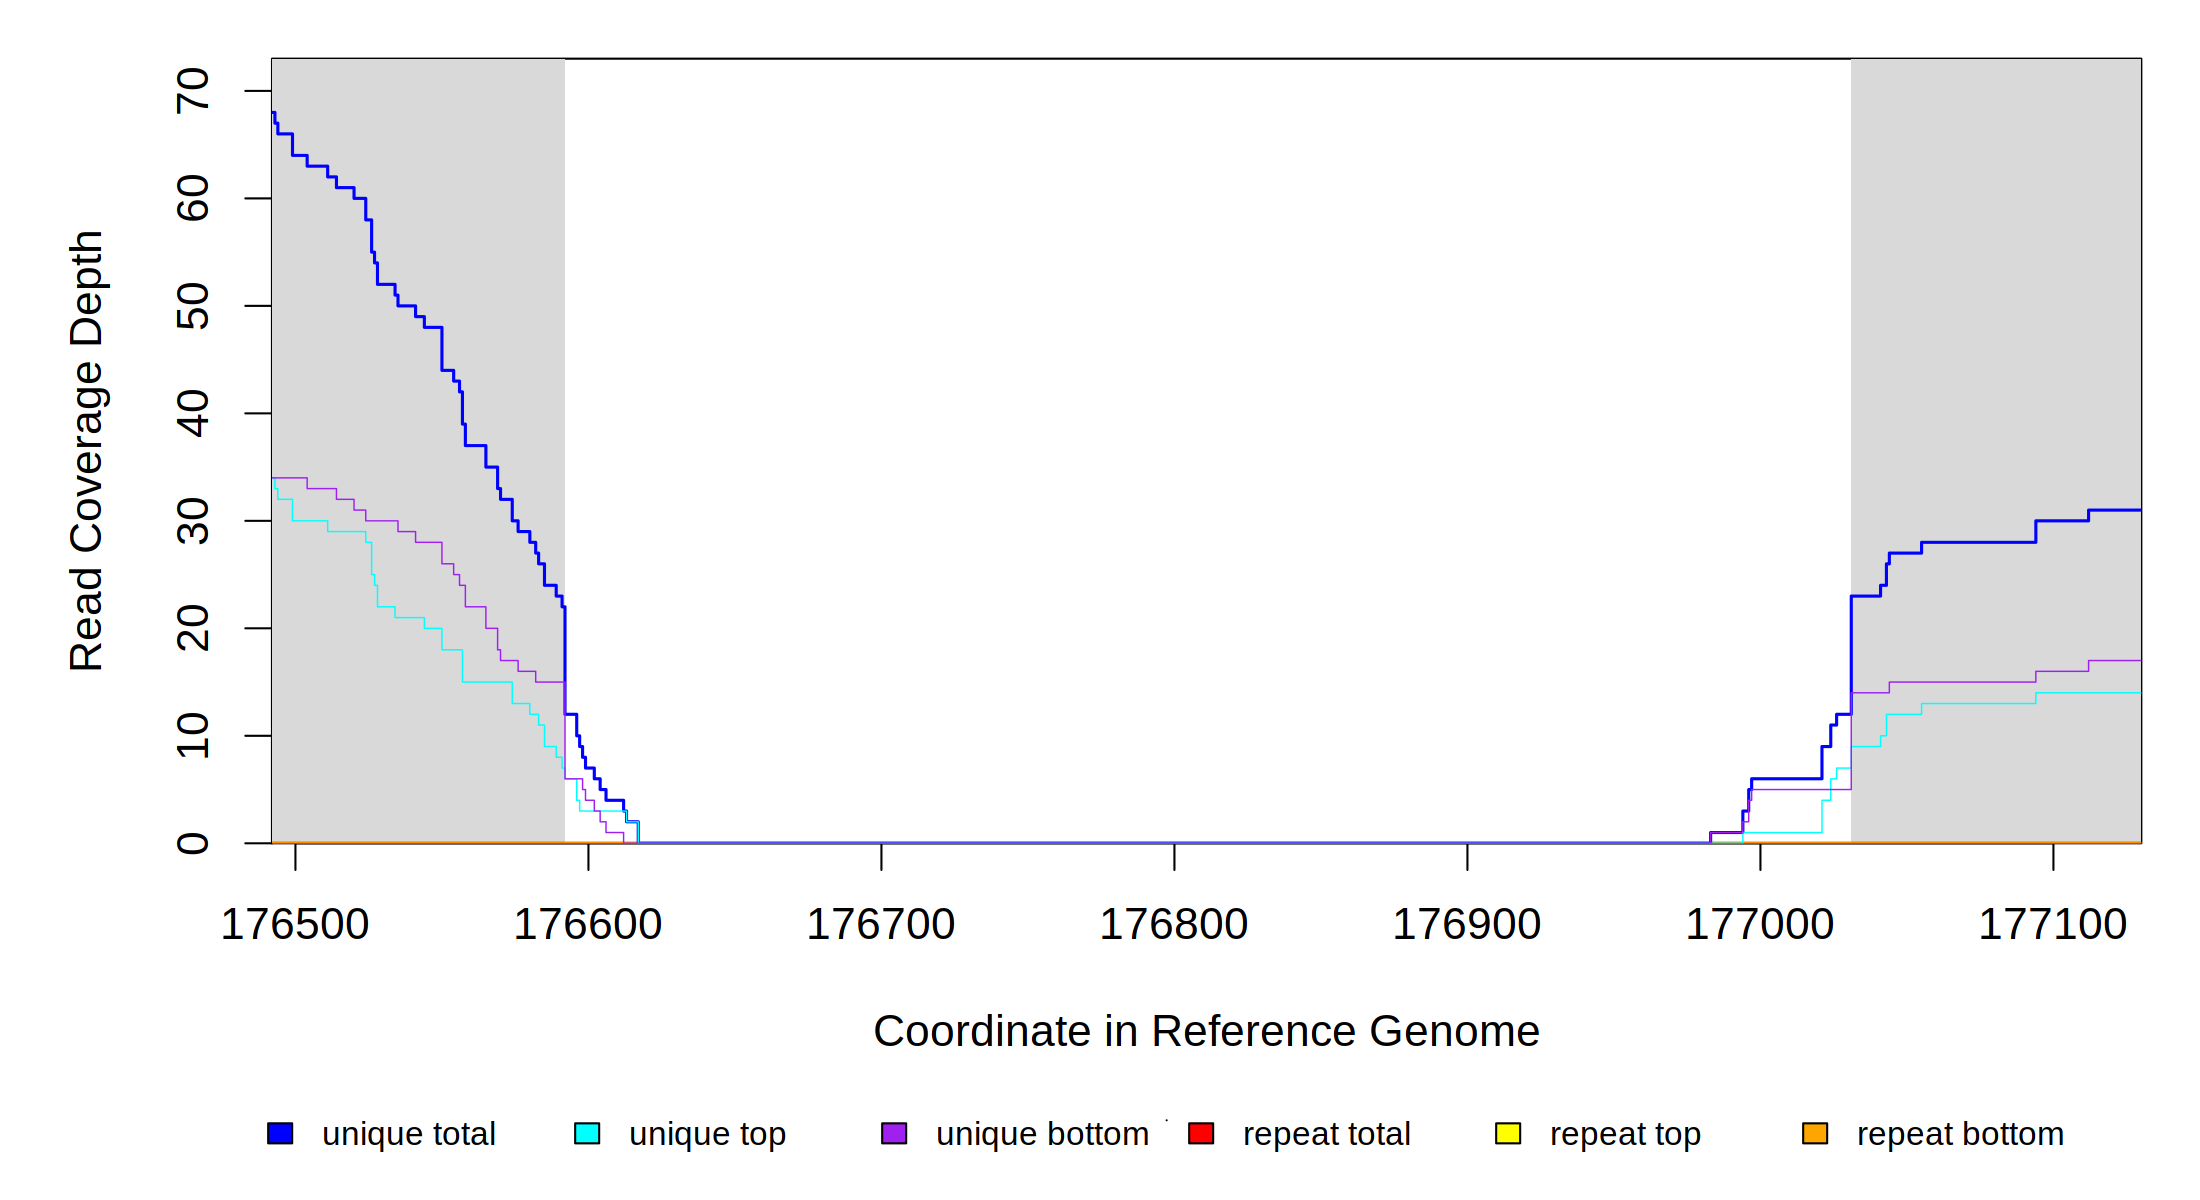 Read Coverage Depth
70
60
50
40
30
20
10
0
176500 176600 176700 176800 176900 177000 177100
Coordinate in Reference Genome
unique total unique top unique bottom repeat total repeat top repeat bottom